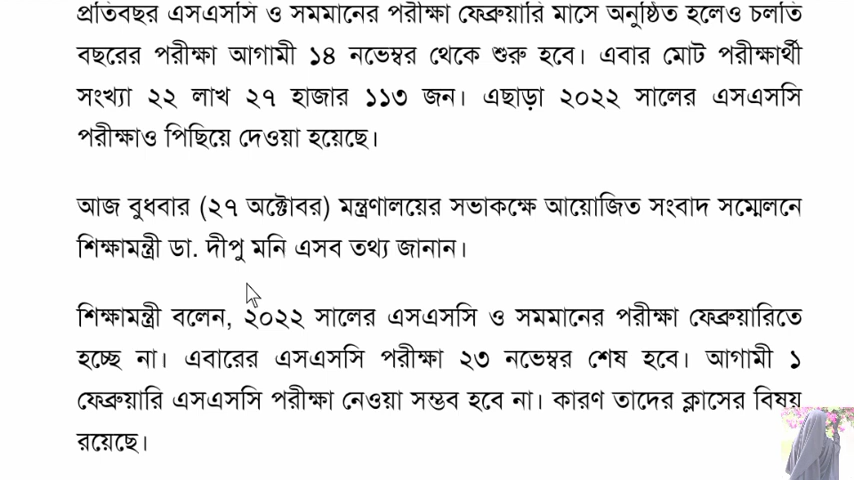 প্রতিবছর এসএসসি ও সমমানের পরীক্ষা ফেব্রুয়ারি মাসে অনুষ্ঠিত হলেও চলতি
বছরের পরীক্ষা আগামী ১৪ নভেম্বর থেকে শুরু হবে। এবার মোট পরীক্ষার্থী
সংখ্যা ২২ লাখ ২৭ হাজার ১১৩ জন। এছাড়া ২০২২ সালের এসএসসি
পরীক্ষাও পিছিয়ে দেওয়া হয়েছে।
আজ বুধবার (২৭ অক্টোবর) মন্ত্রণালয়ের সভাকক্ষে আয়োজিত সংবাদ সম্মেলনে
শিক্ষামন্ত্রী ডা. দীপু মনি এসব তথ্য জানান।
শিক্ষামন্ত্রী বলেন, ২০২২ সালের এসএসসি ও সমমানের পরীক্ষা ফেব্রুয়ারিতে
হচ্ছে না। এবারের এসএসসি পরীক্ষা ২৩ নভেম্বর শেষ হবে। আগামী ১
ফেব্রুয়ারি এসএসসি পরীক্ষা নেওয়া সম্ভব হবে না। কারণ তাদের ক্লাসের বিষয়
রয়েছে।